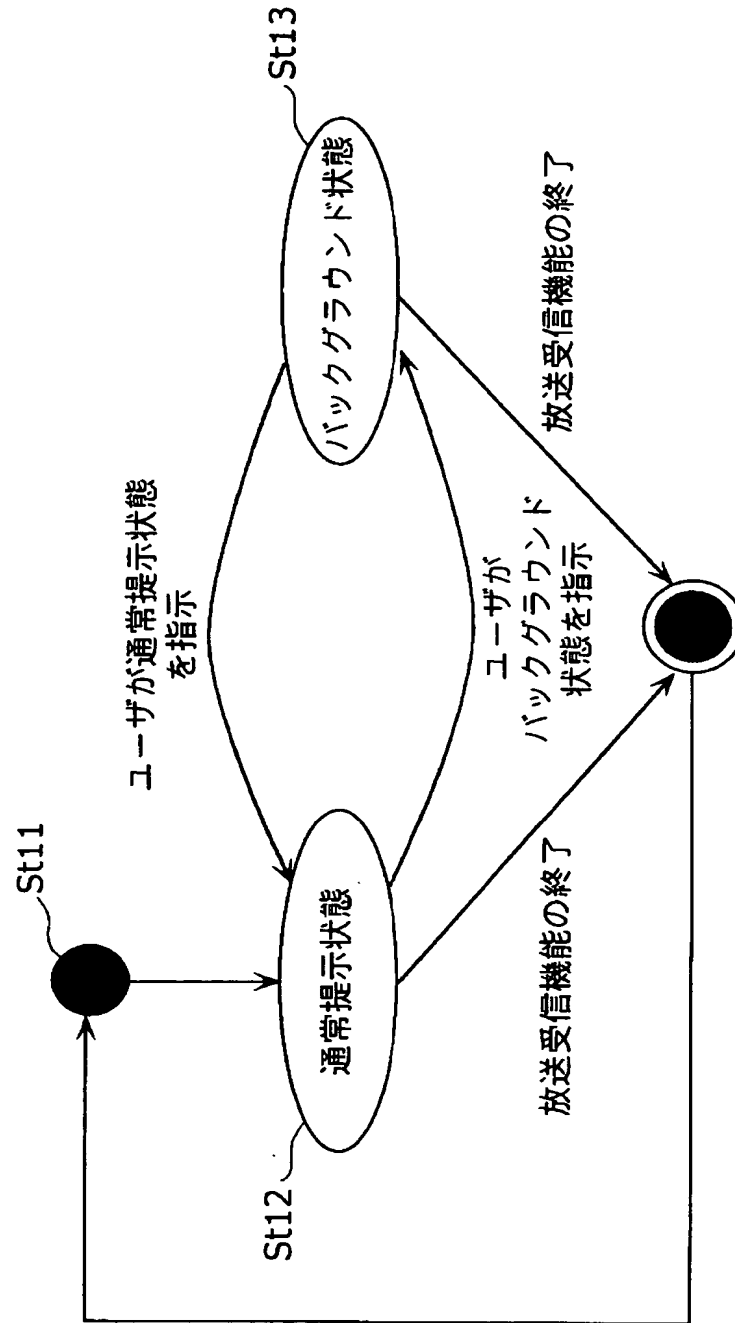 St11
St12
通常提示状態
ユーザが通常提示状態
を指示
St13
バックグラウンド状態
ユーザが
バックグラウンド
状態を指示
放送受信機能の終了
放送受信機能の終了